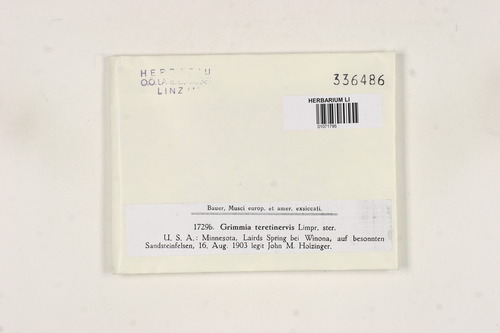 336486
LINZ
HERBARIUM LI
Bauer, Musci europ. et amer. exsiccati.
1729b. Grimmia teretinervis Limpr. ster.
U. S. A.: Minnesota, Lairds Spring bei Winona, auf besonnten
Sandsteinfelsen, 16. Aug. 1903 legit John M. Holzinger.